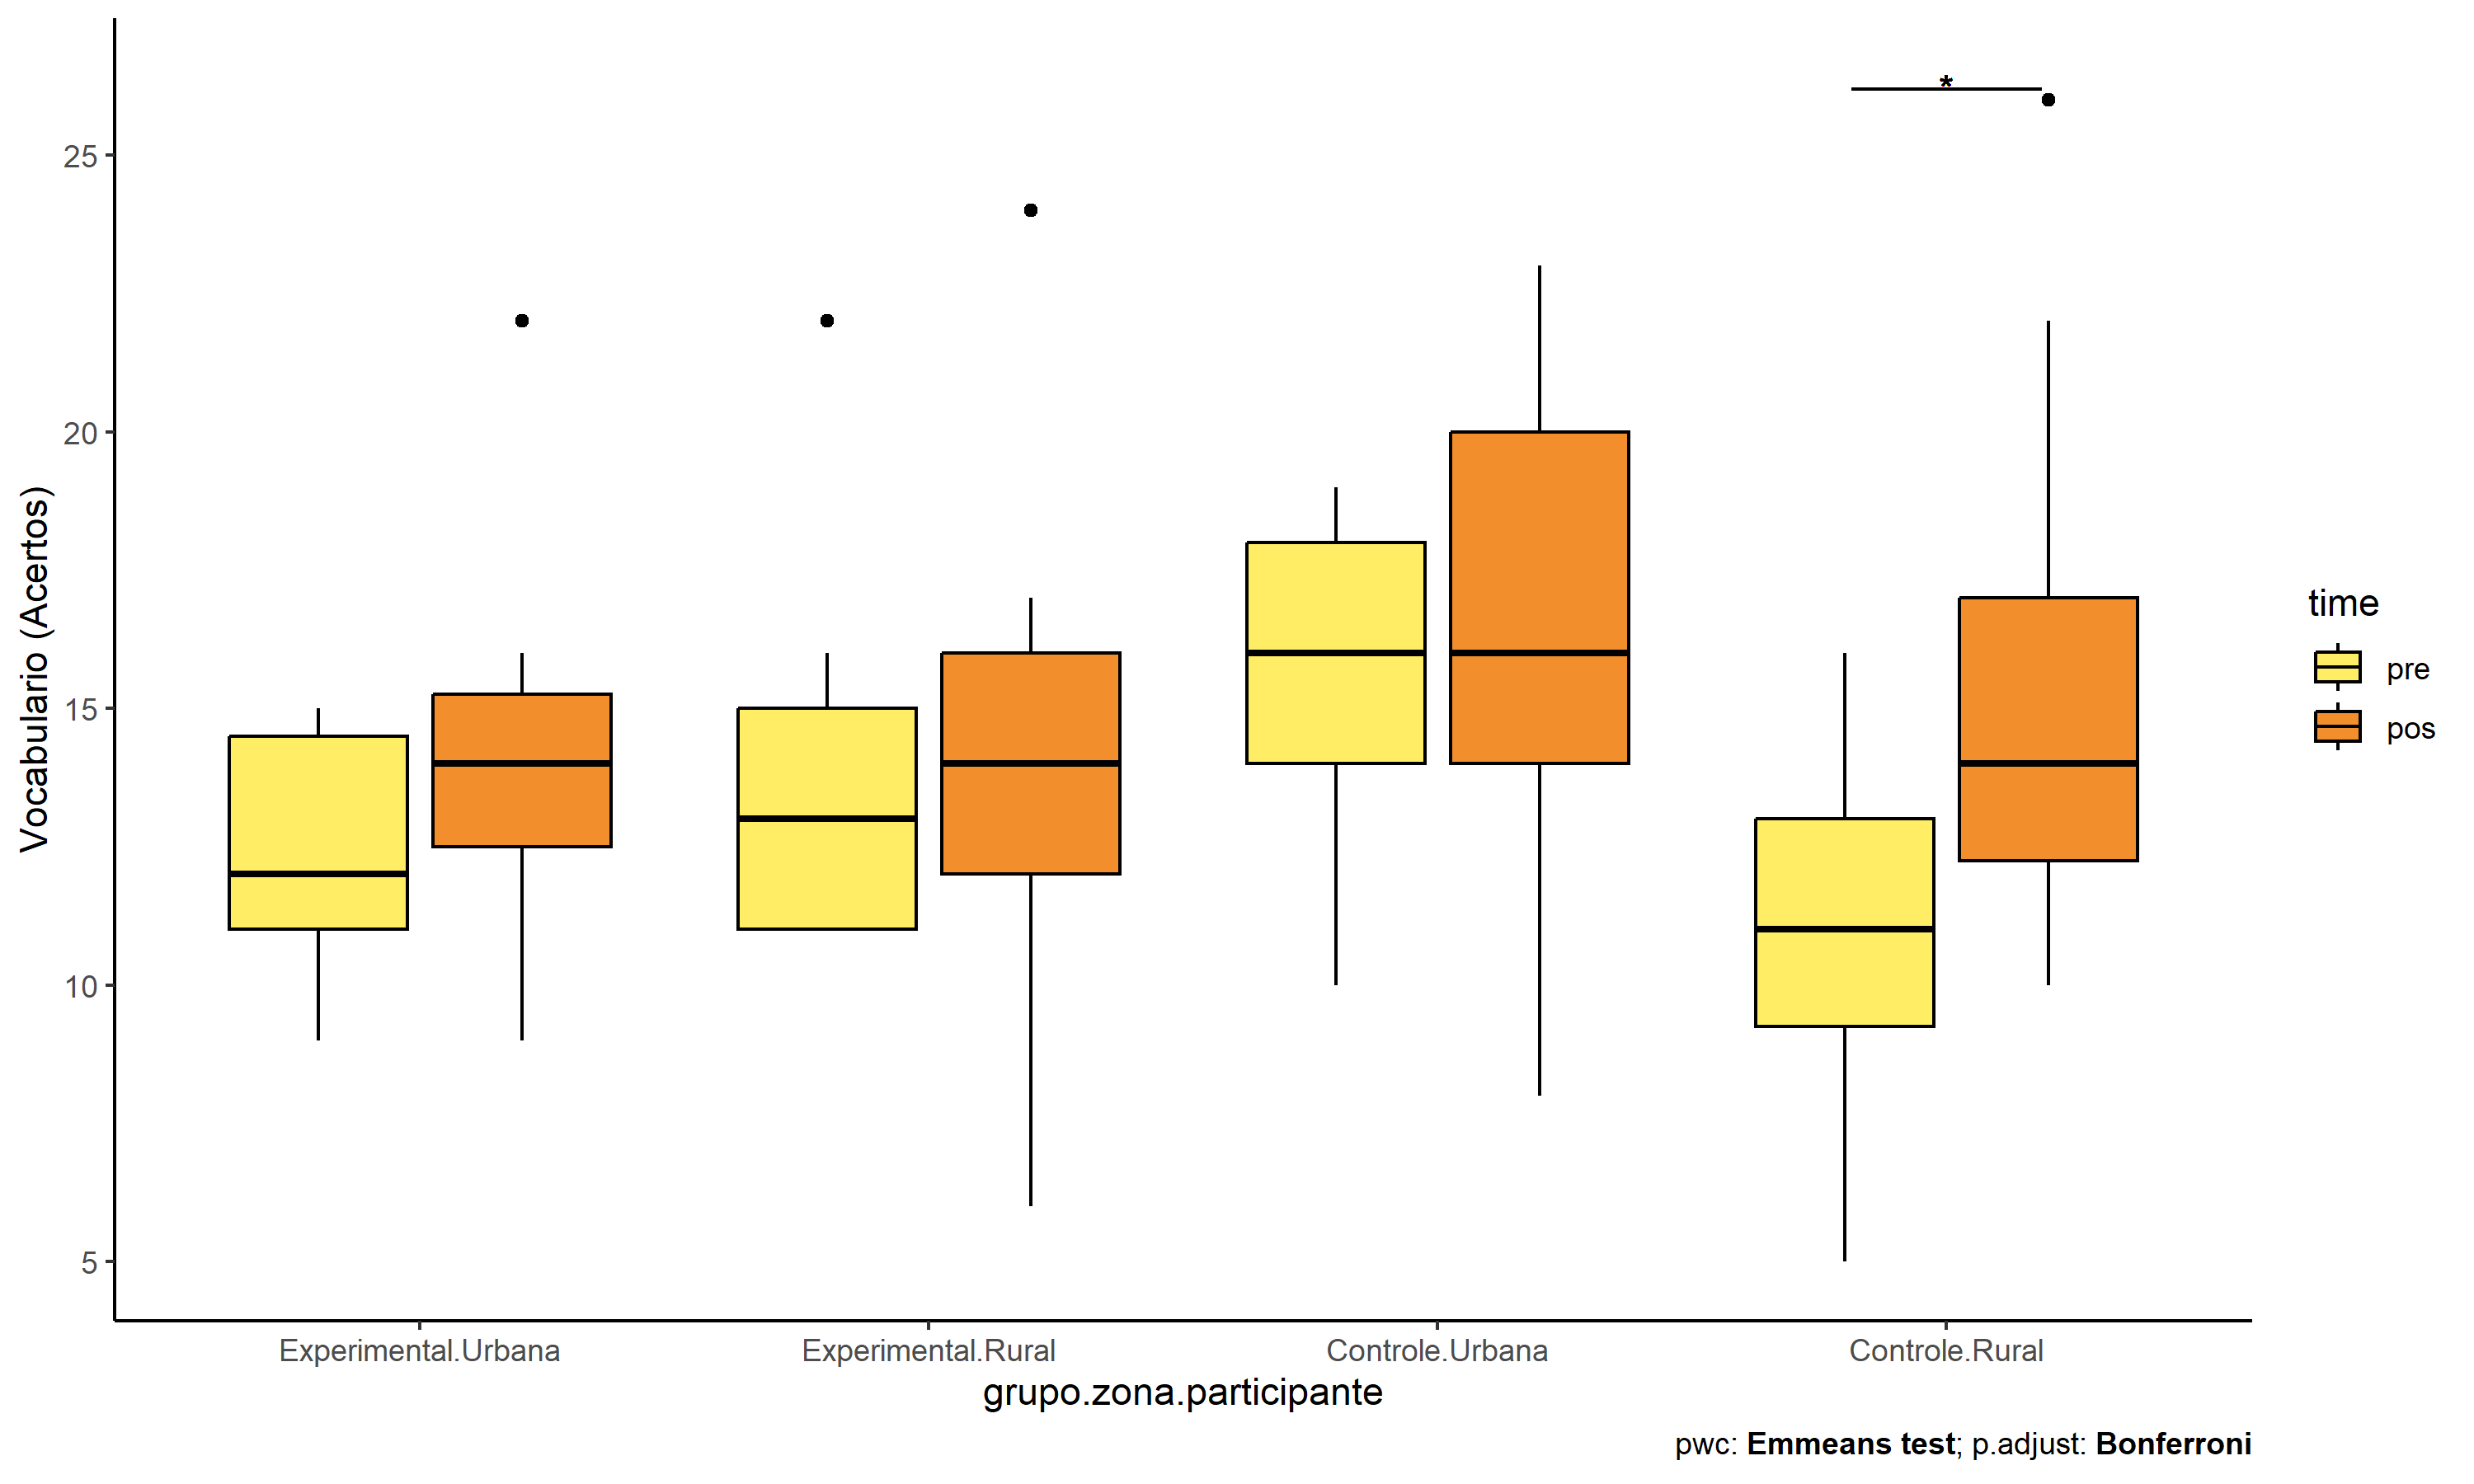 *
25
20
15
10
5
Vocabulario (Acertos)
Experimental.Urbana
Experimental.Rural
Controle.Urbana
Controle.Rural
grupo.zona.participante
time
pre
pos
pwc: Emmeans test; p.adjust: Bonferroni